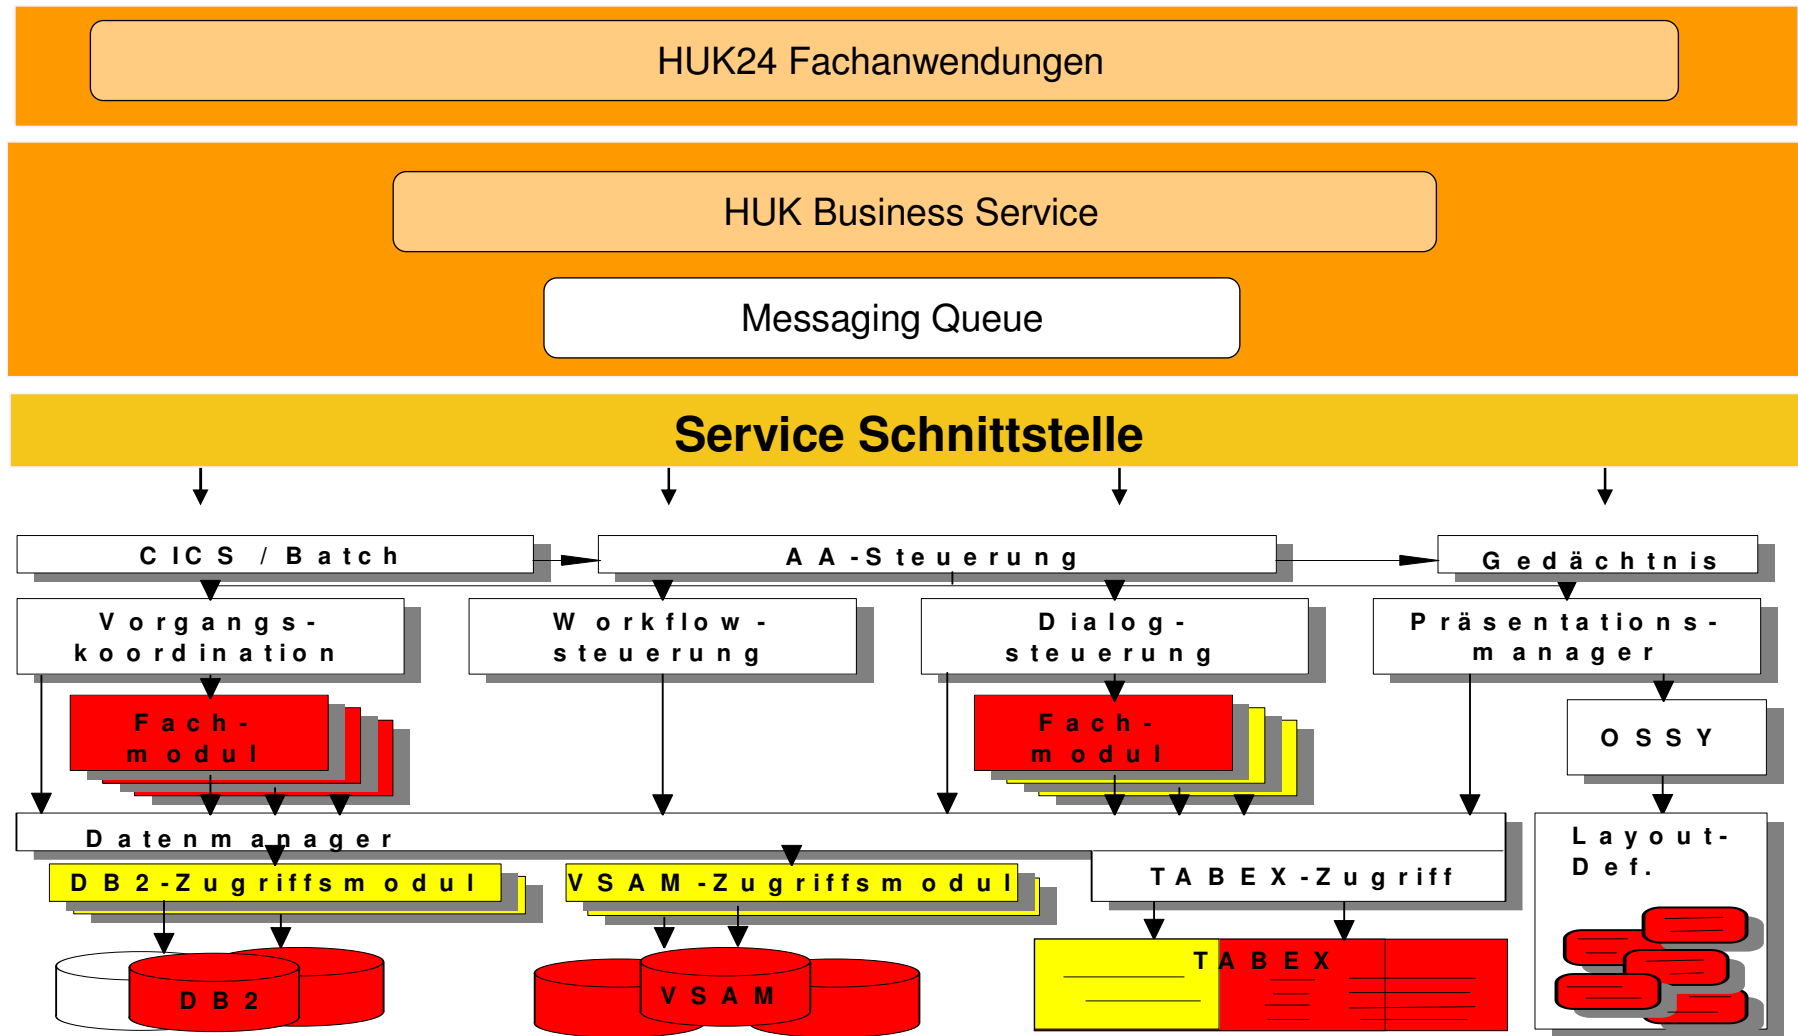 HUK24 Fachanwendungen
HUK Business Service
Messaging Queue
Service Schnittstelle
CICS / Batch
AA-Steuerung
Gedächtnis
Vorgangs-
koordination
Workflow-
steuerung
Dialog-
steuerung
Präsentations-
manager
Fach-
modul
Fach-
modul
OSSY
Datenmanager
Layout-
Def.
DB2-Zugriffsmodul
VSAM-Zugriffsmodul
TABEX-Zugriff
TABEX
DB2
VSAM